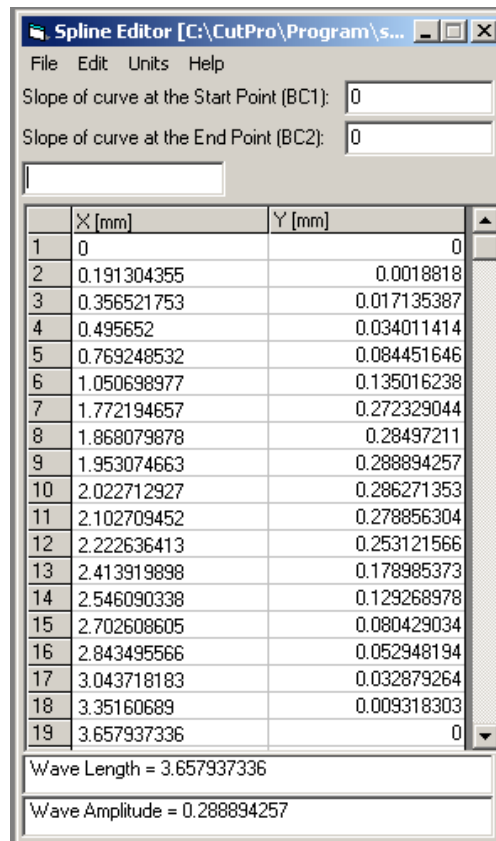 Spline Editor [C:\CutPro\Program\s...
File Edit Units Help
Slope of curve at the Start Point (BC1): 0
Slope of curve at the End Point (BC2): 0
X [mm] Y [mm]
1 0 0
2 0.191304355 0.0018818
3 0.356521753 0.017135387
4 0.495652 0.034011414
5 0.769248532 0.084451646
6 1.050698977 0.135016238
7 1.772194657 0.272329044
8 1.868079878 0.28497211
9 1.953074663 0.288894257
10 2.022712927 0.286271353
11 2.102709452 0.278856304
12 2.222636413 0.253121566
13 2.413919898 0.178985373
14 2.546090338 0.129268978
15 2.702608605 0.080429034
16 2.843495566 0.052948194
17 3.043718183 0.032879264
18 3.35160689 0.009318303
19 3.657937336 0
Wave Length = 3.657937336
Wave Amplitude = 0.288894257